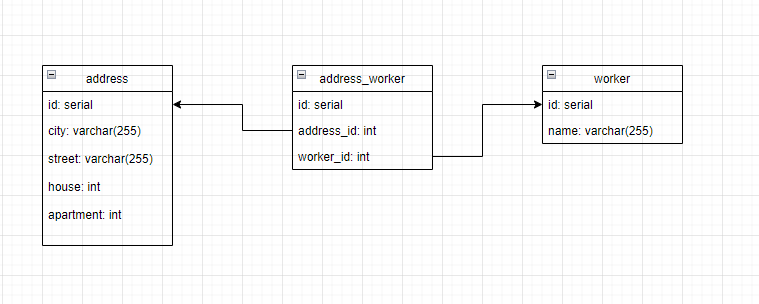 address
id: serial
city: varchar(255)
street: varchar(255)
house: int
apartment: int
address_worker
id: serial
address_id: int
worker_id: int
worker
id: serial
name: varchar(255)